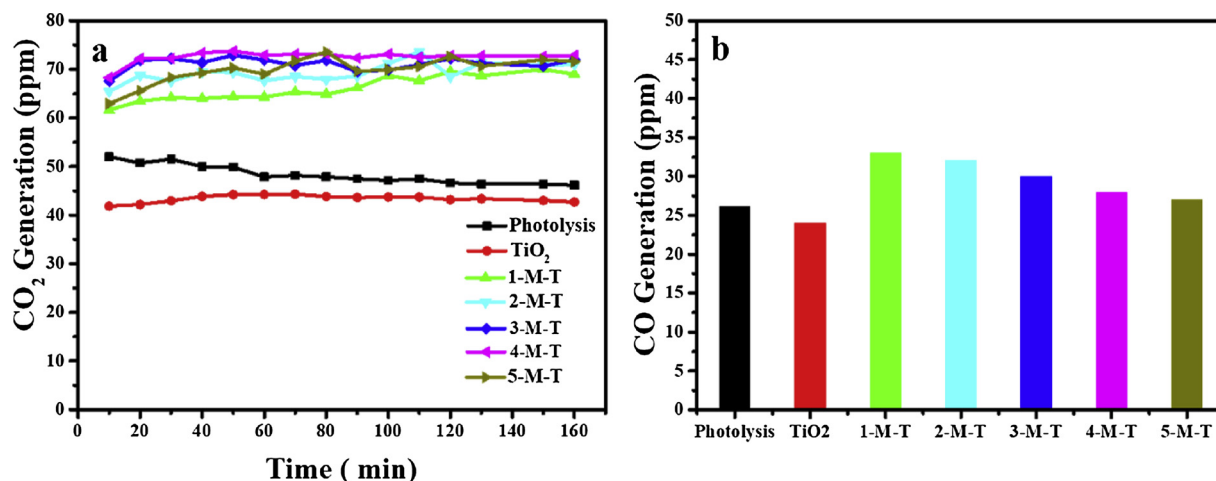 a
CO₂ Generation (ppm)
80
70
60
50
40
30
20
10
0
0 20 40 60 80 100 120 140 160
Time ( min)
Photolysis
TiO₂
1-M-T
2-M-T
3-M-T
4-M-T
5-M-T
b
CO Generation (ppm)
50
45
40
35
30
25
20
15
10
5
0
Photolysis TiO2 1-M-T 2-M-T 3-M-T 4-M-T 5-M-T